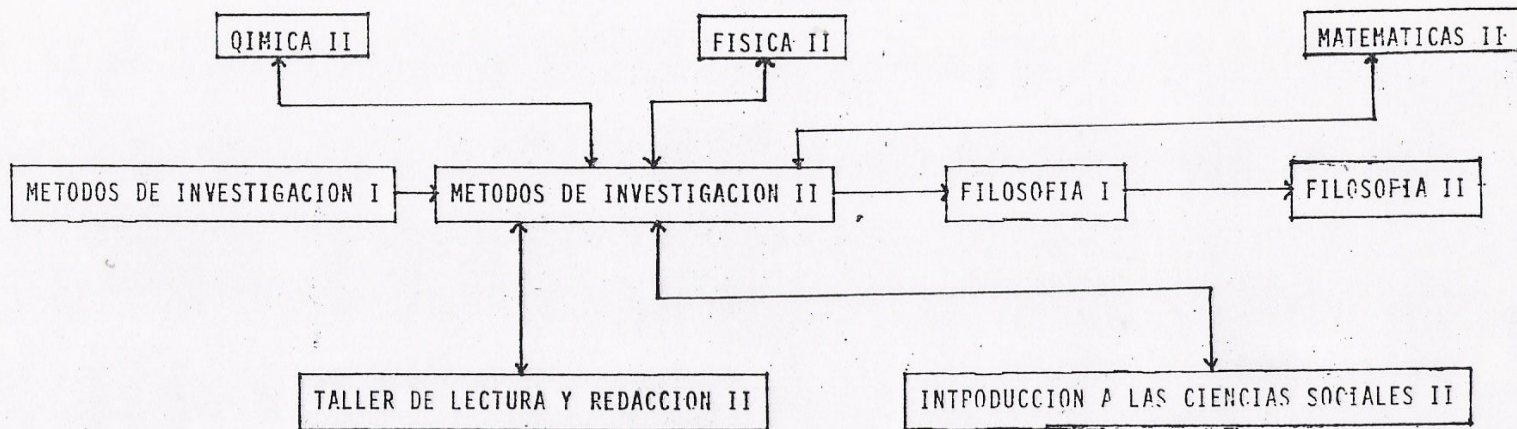 QIMICA II
FISICA II
MATEMATICAS II
METODOS DE INVESTIGACION I
METODOS DE INVESTIGACION II
FILOSOFIA I
FILOSOFIA II
TALLER DE LECTURA Y REDACCION II
INTRODUCCION A LAS CIENCIAS SOCIALES II